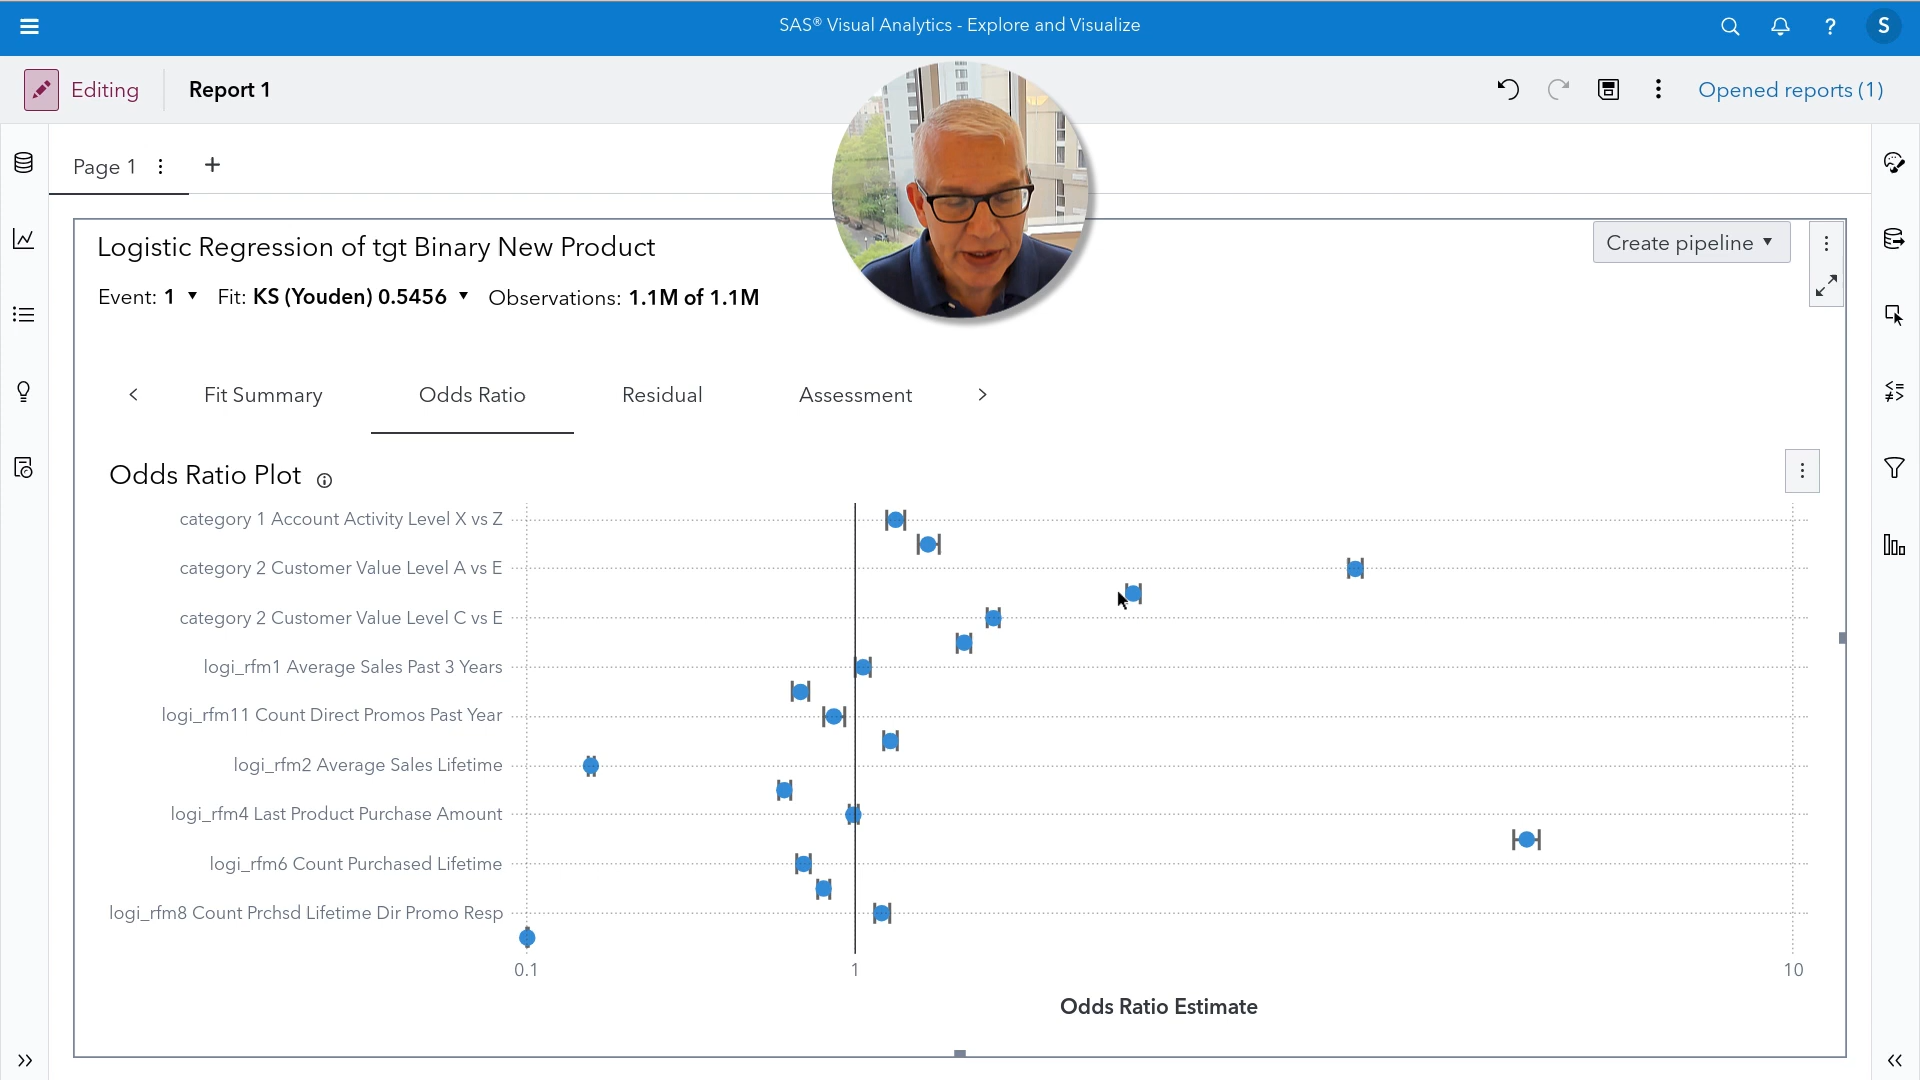 SAS® Visual Analytics - Explore and Visualize
?
S
Editing
Report 1
Opened reports (1)
Page 1
+
Logistic Regression of tgt Binary New Product
Create pipeline
Event: 1
Fit: KS (Youden) 0.5456
Observations: 1.1M of 1.1M
Fit Summary
Odds Ratio
Residual
Assessment
Odds Ratio Plot
category 1 Account Activity Level X vs Z
category 2 Customer Value Level A vs E
category 2 Customer Value Level C vs E
logi_rfm1 Average Sales Past 3 Years
logi_rfm11 Count Direct Promos Past Year
logi_rfm2 Average Sales Lifetime
logi_rfm4 Last Product Purchase Amount
logi_rfm6 Count Purchased Lifetime
logi_rfm8 Count Prchsd Lifetime Dir Promo Resp
0.1
1
10
Odds Ratio Estimate